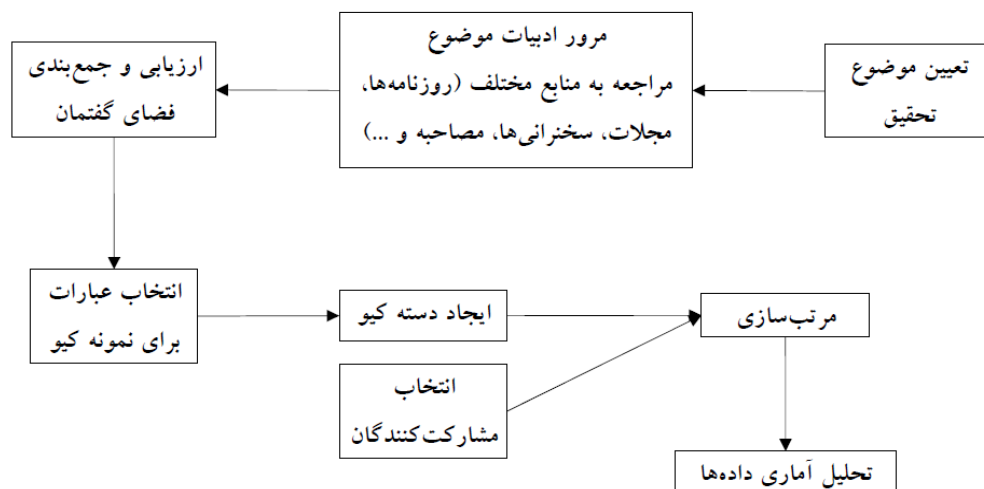 تعیین موضوع
تحقیق
مرور ادبیات موضوع
مراجعه به منابع مختلف (روزنامه‌ها،
مجلات، سخنرانی‌ها، مصاحبه و ...)
ارزیابی و جمع‌بندی
فضای گفتمان
انتخاب عبارات
برای نمونه کیو
ایجاد دسته کیو
انتخاب
مشارکت‌کنندگان
مرتب‌سازی
تحلیل آماری داده‌ها